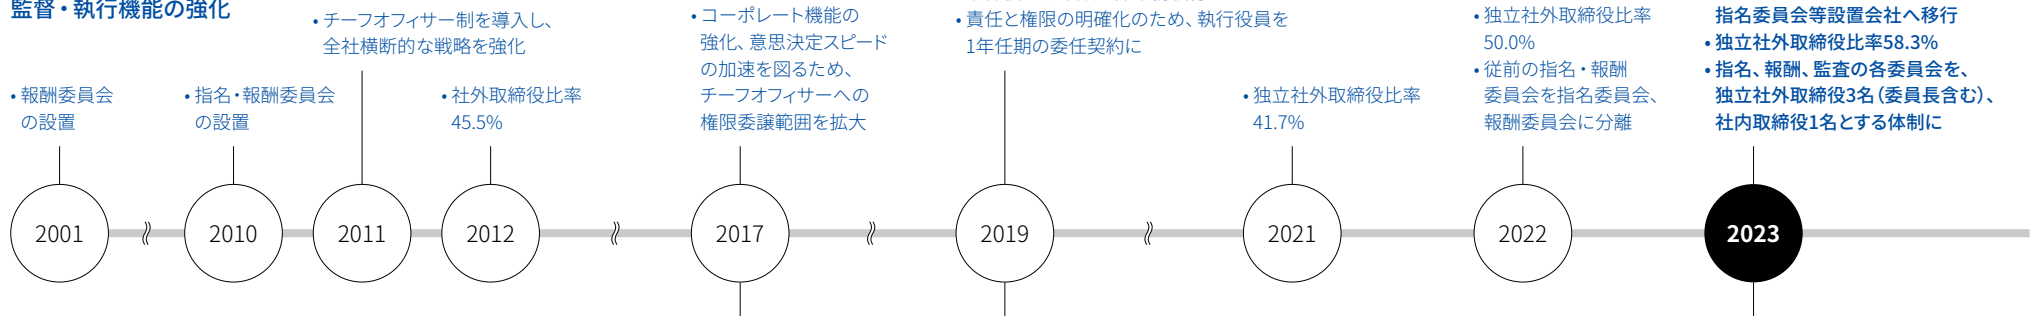 監督・執行機能の強化
• チーフオフィサー制を導入し、
全社横断的な戦略を強化
• コーポレート機能の
強化、意思決定スピード
の加速を図るため、
チーフオフィサーへの
権限委譲範囲を拡大
• 責任と権限の明確化のため、執行役員を
1年任期の委任契約に
• 独立社外取締役比率
50.0%
• 従前の指名・報酬
委員会を指名委員会、
報酬委員会に分離
指名委員会等設置会社へ移行
• 独立社外取締役比率58.3%
• 指名、報酬、監査の各委員会を、
独立社外取締役3名(委員長含む)、
社内取締役1名とする体制に
• 報酬委員会
の設置
• 指名・報酬委員会
の設置
• 社外取締役比率
45.5%
• 独立社外取締役比率
41.7%
2001
2010
2011
2012
2017
2019
2021
2022
2023